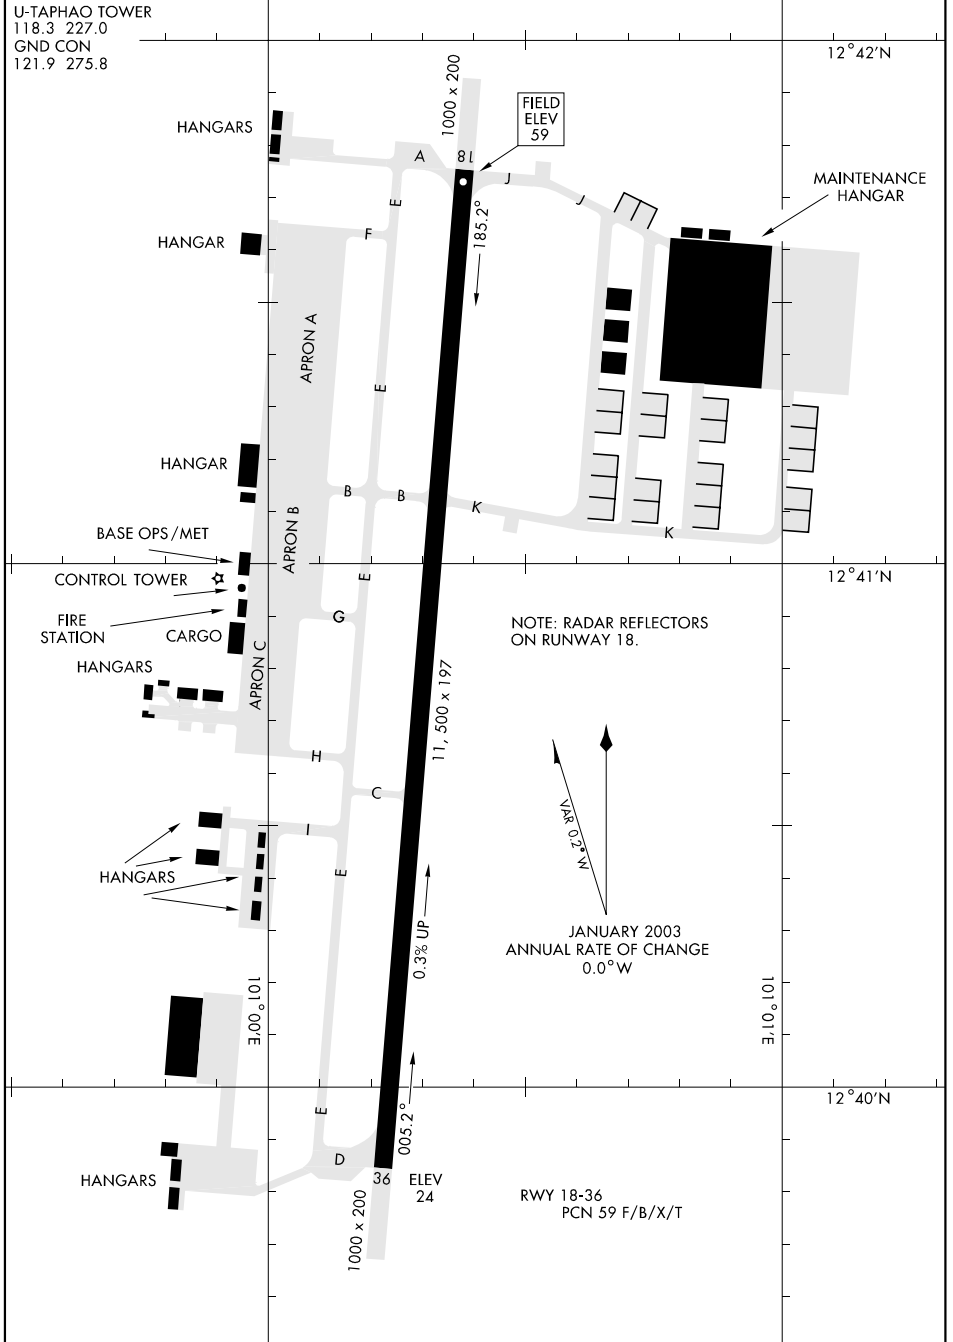 U-TAPHAO TOWER
118.3 227.0
GND CON
121.9 275.8
12°42'N
1000 x 200
FIELD
ELEV
59
HANGARS
A
18
J
J
MAINTENANCE
HANGAR
E
185.2°
HANGAR
F
APRON A
E
HANGAR
B
B
K
K
BASE OPS/MET
APRON B
CONTROL TOWER
E
12°41'N
FIRE
STATION
CARGO
G
NOTE: RADAR REFLECTORS
ON RUNWAY 18.
HANGARS
APRON C
11, 500 x 197
H
C
VAR 0.2°W
I
E
HANGARS
JANUARY 2003
ANNUAL RATE OF CHANGE
0.0°W
0.3% UP
101°00'E
101°01'E
12°40'N
E
005.2°
D
HANGARS
36
ELEV
24
1000 x 200
RWY 18-36
PCN 59 F/B/X/T